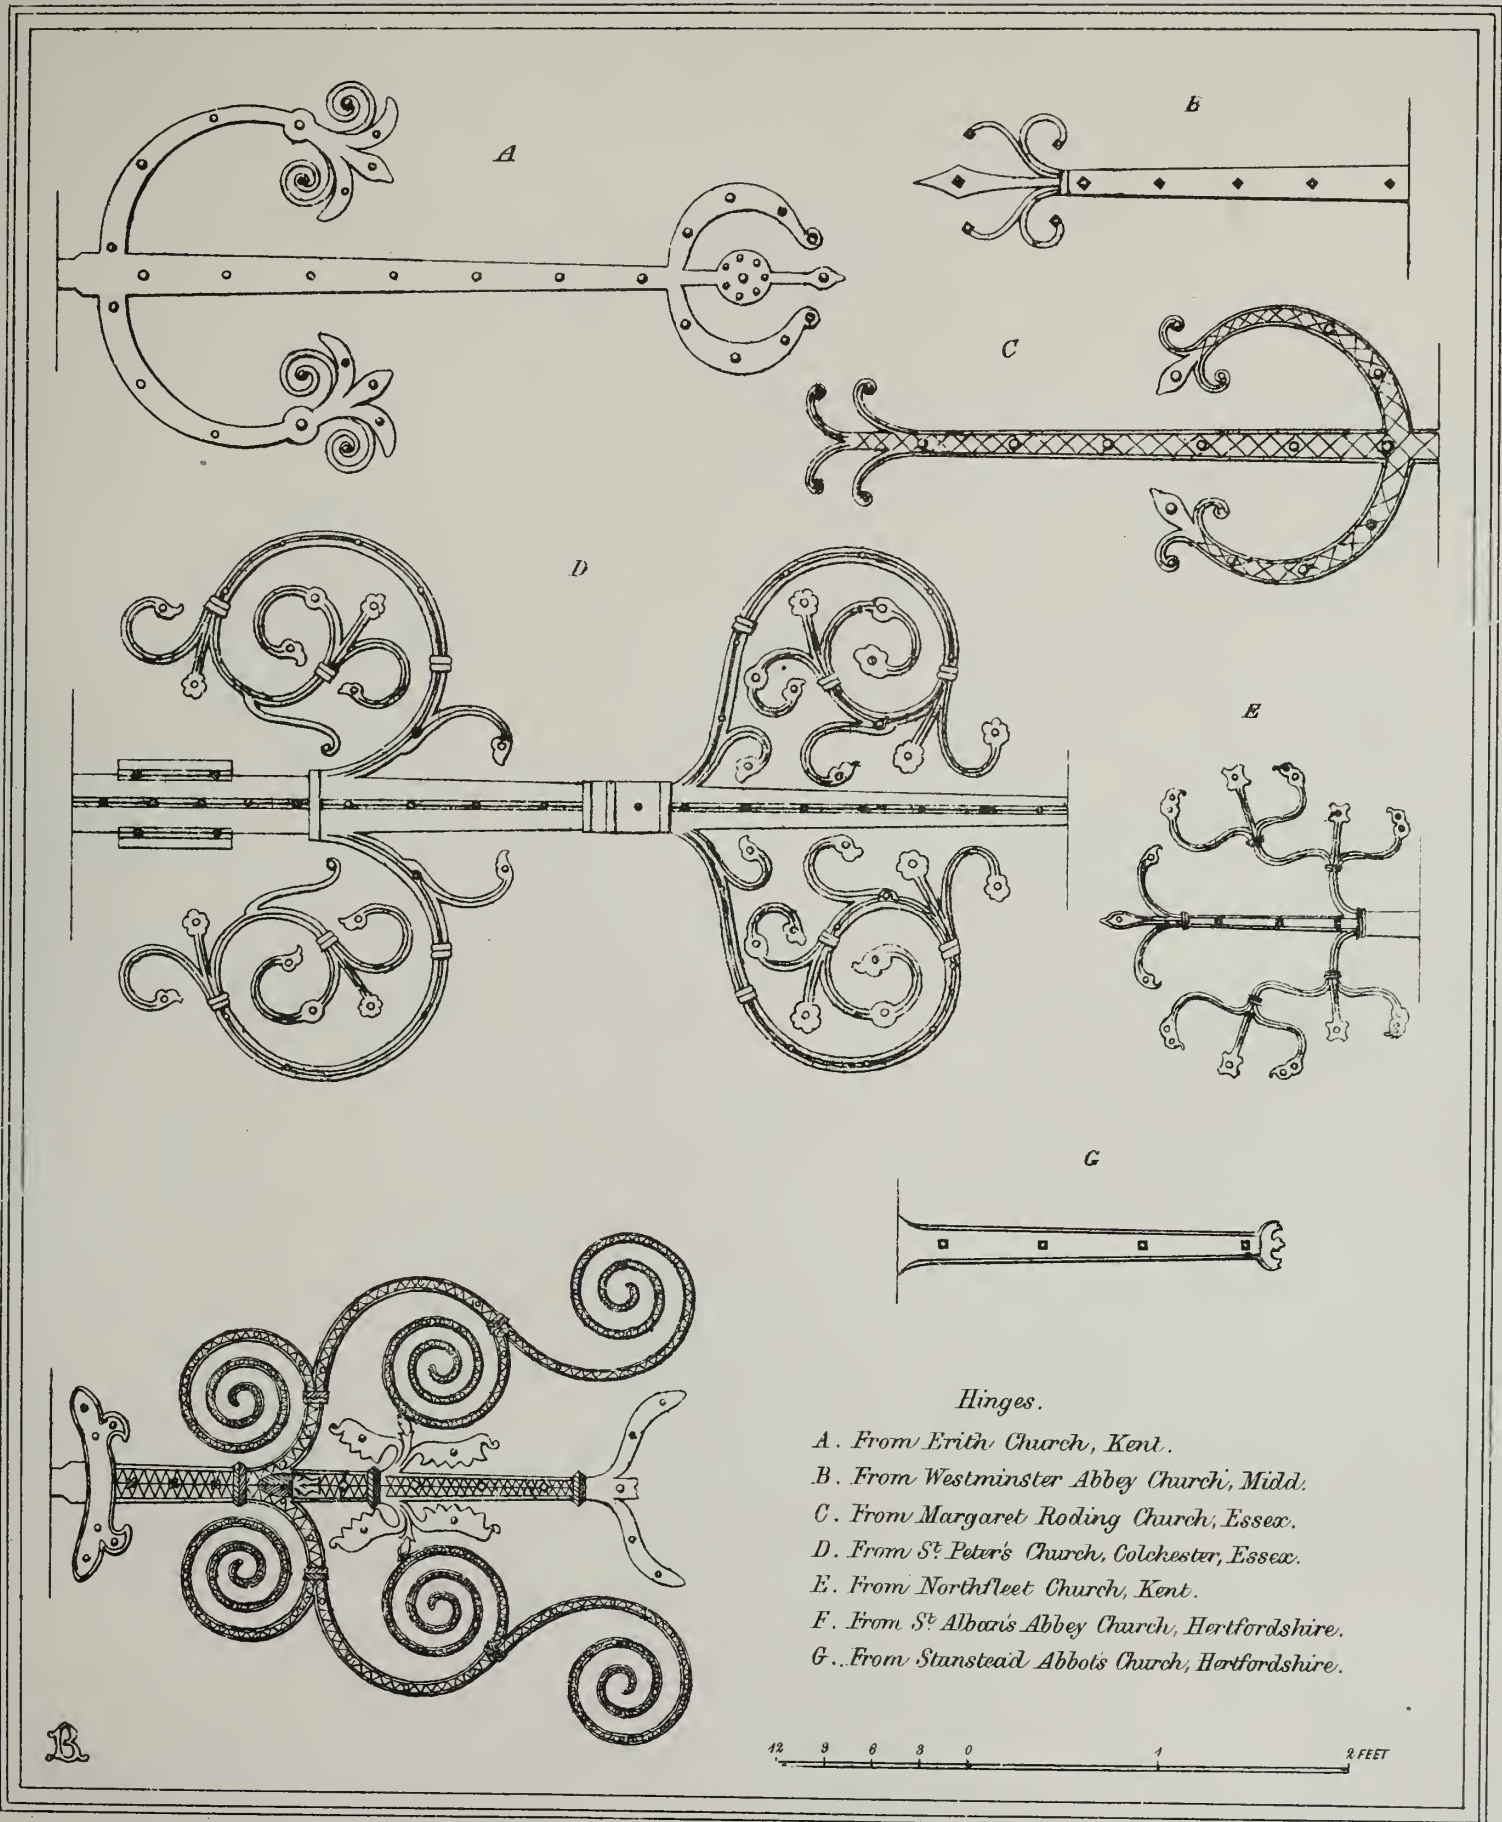 A
B
C
D
E
G
Hinges.
A. From Erith Church, Kent.
B. From Westminster Abbey Church, Midd.
C. From Margaret Roding Church, Essex.
D. From St. Peter's Church, Colchester, Essex.
E. From Northfleet Church, Kent.
F. From St. Alban's Abbey Church, Hertfordshire.
G. From Stanstead Abbots Church, Hertfordshire.
B
12 9 6 3 0 1 2 FEET